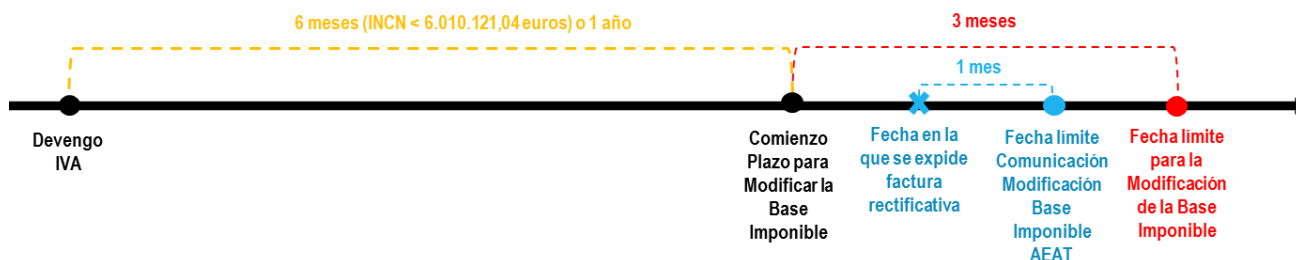 6 meses (INCN < 6.010.121,04 euros) o 1 año
3 meses
1 mes
Devengo
IVA
Comienzo
Plazo para
Modificar la
Base
Imponible
Fecha en la
que se expide
factura
rectificativa
Fecha límite
Comunicación
Modificación
Base
Imponible
AEAT
Fecha límite
para la
Modificación
de la Base
Imponible